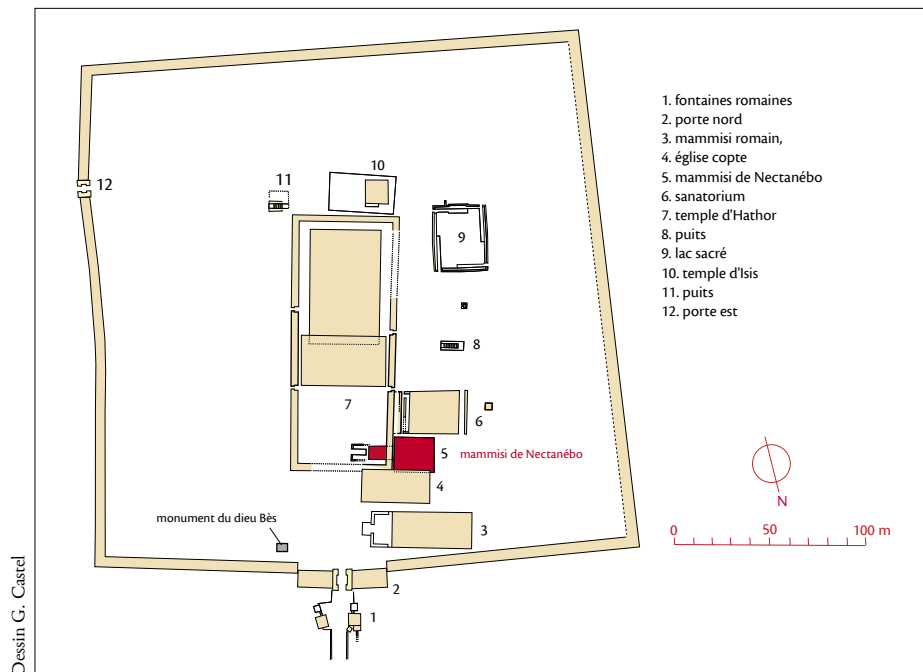 1. fontaines romaines
2. porte nord
3. mammisi romain,
4. église copte
5. mammisi de Nectanébo
6. sanatorium
7. temple d'Hathor
8. puits
9. lac sacré
10. temple d'Isis
11. puits
12. porte est
10
11
12
9
8
7
6
5
mammisi de Nectanébo
4
3
monument du dieu Bès
2
1
N
0 50 100 m
Dessin G. Castel